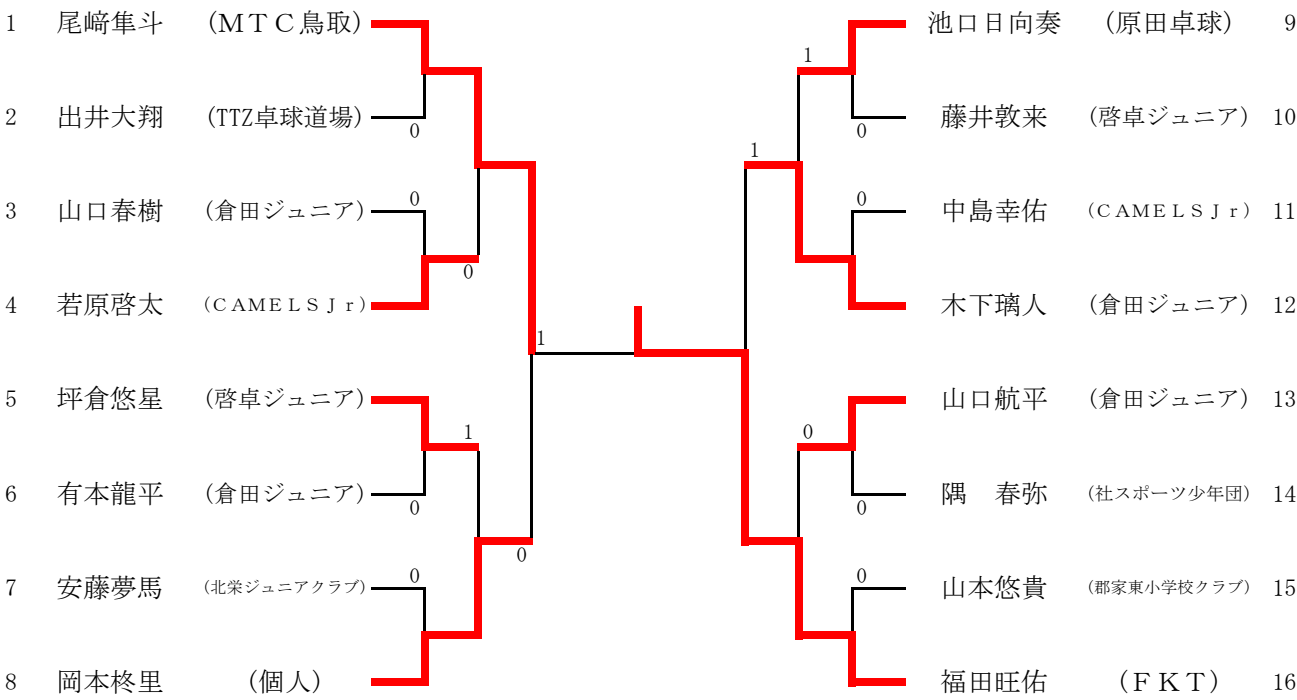 1 尾﨑隼斗 (ＭＴＣ鳥取)
2 出井大翔 (TTZ卓球道場)
0
3 山口春樹 (倉田ジュニア)
0
4 若原啓太 (ＣＡＭＥＬＳＪｒ)
0
5 坪倉悠星 (啓卓ジュニア)
1
6 有本龍平 (倉田ジュニア)
0
7 安藤夢馬 (北栄ジュニアクラブ)
0
8 岡本柊里 (個人)
0
1
池口日向奏 (原田卓球) 9
1
藤井敦来 (啓卓ジュニア) 10
0
1
中島幸佑 (ＣＡＭＥＬＳＪｒ) 11
0
木下璃人 (倉田ジュニア) 12
山口航平 (倉田ジュニア) 13
0
隅　春弥 (社スポーツ少年団) 14
0
山本悠貴 (郡家東小学校クラブ) 15
0
福田旺佑 (ＦＫＴ) 16